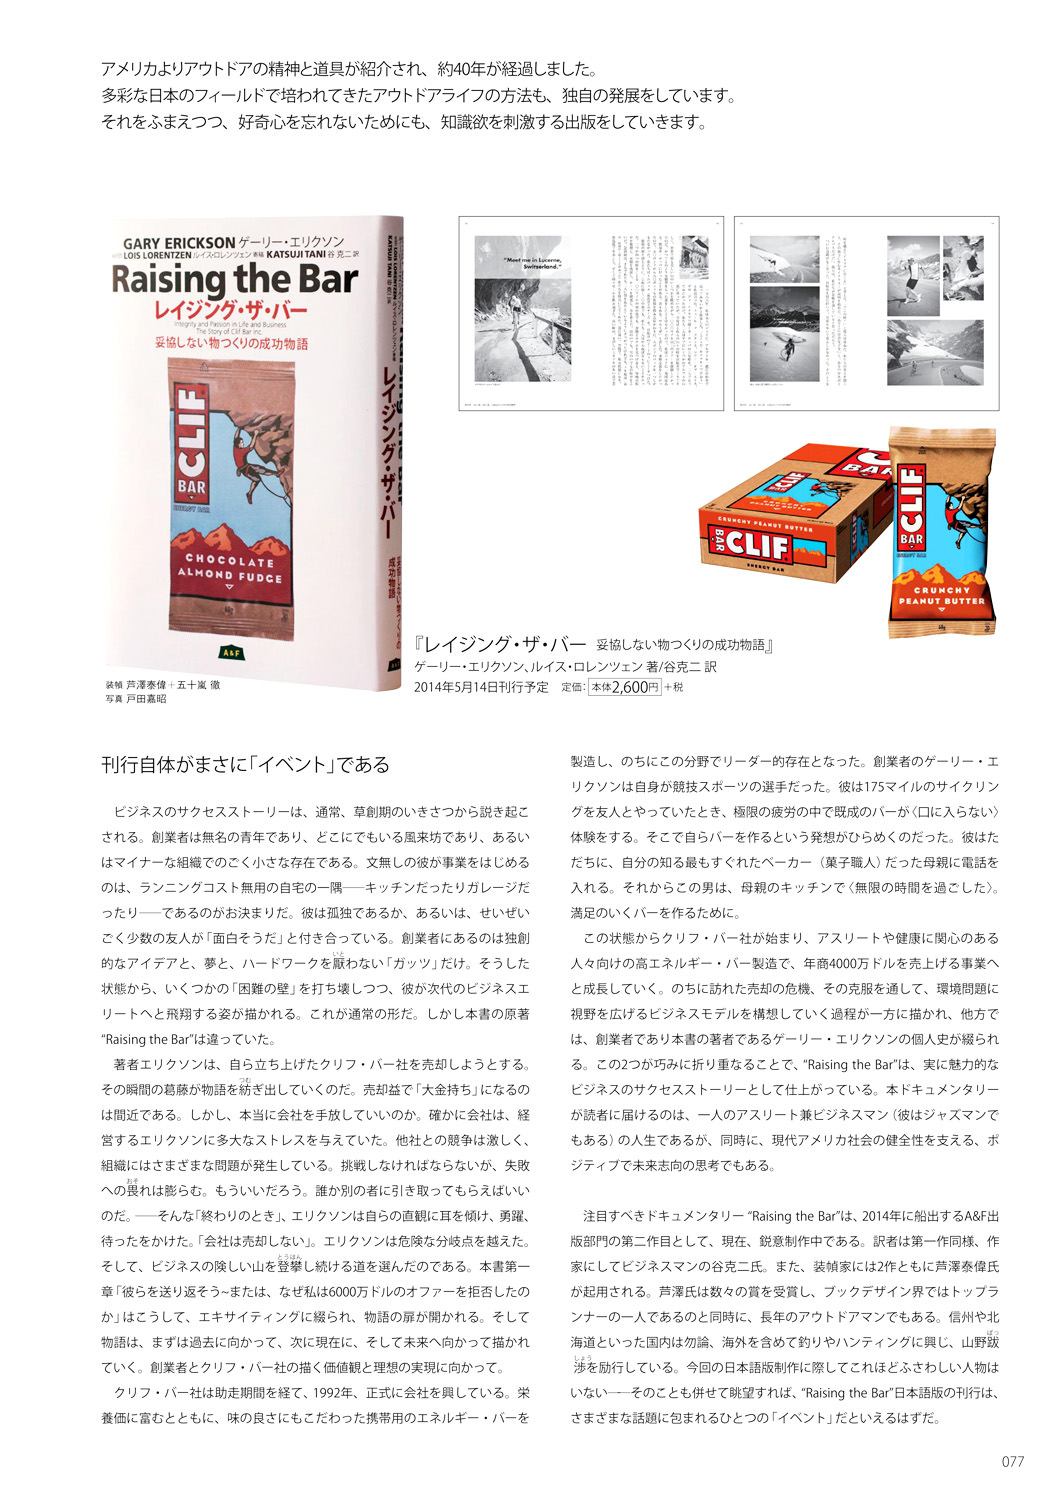 アメリカよりアウトドアの精神と道具が紹介され、約40年が経過しました。
多彩な日本のフィールドで培われてきたアウトドアライフの方法も、独自の発展をしています。
それをふまえつつ、好奇心を忘れないためにも、知識欲を刺激する出版をしていきます。
GARY ERICKSON ゲーリー・エリクソン
with LOIS LORENTZEN ルイス・ロレンツェン 寄稿 KATSUJI TANI 谷 克二 訳
Raising the Bar
レイジング・ザ・バー
Integrity and Passion in Life and Business
The Story of Clif Bar Inc.
妥協しない物つくりの成功物語
CLIF
BAR
ENERGY BAR
CHOCOLATE
ALMOND FUDGE
A&F
レイジング・ザ・バー
"Meet me in Lucerne,
Switzerland."
BAR
CRUNCHY PEANUT BUTTER
CLIF
BAR
ENERGY BAR
CLIF
BAR
CRUNCHY
PEANUT BUTTER
装幀 芦澤泰偉+五十嵐 徹
写真 戸田嘉昭
『レイジング・ザ・バー 妥協しない物つくりの成功物語』
ゲーリー・エリクソン、ルイス・ロレンツェン 著/谷克二 訳
2014年5月14日刊行予定 定価:本体2,600円+税
刊行自体がまさに「イベント」である
ビジネスのサクセスストーリーは、通常、草創期のいきさつから説き起こ
される。創業者は無名の青年であり、どこにでもいる風来坊であり、あるい
はマイナーな組織でのごく小さな存在である。文無しの彼が事業をはじめる
のは、ランニングコスト無用の自宅の一隅――キッチンだったりガレージだ
ったり――であるのがお決まりだ。彼は孤独であるか、あるいは、せいぜい
ごく少数の友人が「面白そうだ」と付き合っている。創業者にあるのは独創
的なアイデアと、夢と、ハードワークを厭わない「ガッツ」だけ。そうした
状態から、いくつかの「困難の壁」を打ち壊しつつ、彼が次代のビジネスエ
リートへと飛翔する姿が描かれる。これが通常の形だ。しかし本書の原著
“Raising the Bar”は違っていた。
著者エリクソンは、自ら立ち上げたクリフ・バー社を売却しようとする。
その瞬間の葛藤が物語を紡ぎ出していくのだ。売却益で「大金持ち」になるの
は間近である。しかし、本当に会社を手放していいのか。確かに会社は、経
営するエリクソンに多大なストレスを与えていた。他社との競争は激しく、
組織にはさまざまな問題が発生している。挑戦しなければならないが、失敗
への畏れは膨らむ。もういいだろう。誰か別の者に引き取ってもらえばいい
のだ。――そんな「終わりのとき」、エリクソンは自らの直観に耳を傾け、勇躍、
待ったをかけた。「会社は売却しない」。エリクソンは危険な分岐点を越えた。
そして、ビジネスの険しい山を登攀し続ける道を選んだのである。本書第一
章「彼らを送り返そう~または、なぜ私は6000万ドルのオファーを拒否したの
か」はこうして、エキサイティングに綴られ、物語の扉が開かれる。そして
物語は、まずは過去に向かって、次に現在に、そして未来へ向かって描かれ
ていく。創業者とクリフ・バー社の描く価値観と理想の実現に向かって。
クリフ・バー社は助走期間を経て、1992年、正式に会社を興している。栄
養価に富むとともに、味の良さにもこだわった携帯用のエネルギー・バーを
製造し、のちにこの分野でリーダー的存在となった。創業者のゲーリー・エ
リクソンは自身が競技スポーツの選手だった。彼は175マイルのサイクリン
グを友人とやっていたとき、極限の疲労の中で既成のバーが〈口に入らない〉
体験をする。そこで自らバーを作るという発想がひらめくのだった。彼はた
だちに、自分の知る最もすぐれたベーカー(菓子職人)だった母親に電話を
入れる。それからこの男は、母親のキッチンで〈無限の時間を過ごした〉。
満足のいくバーを作るために。
この状態からクリフ・バー社が始まり、アスリートや健康に関心のある
人々向けの高エネルギー・バー製造で、年商4000万ドルを売上げる事業へ
と成長していく。のちに訪れた売却の危機、その克服を通して、環境問題に
視野を広げるビジネスモデルを構想していく過程が一方に描かれ、他方で
は、創業者であり本書の著者であるゲーリー・エリクソンの個人史が綴られ
る。この2つが巧みに折り重なることで、“Raising the Bar”は、実に魅力的な
ビジネスのサクセスストーリーとして仕上がっている。本ドキュメンタリー
が読者に届けるのは、一人のアスリート兼ビジネスマン(彼はジャズマンで
もある)の人生であるが、同時に、現代アメリカ社会の健全性を支える、ポ
ジティブで未来志向の思考でもある。
注目すべきドキュメンタリー “Raising the Bar”は、2014年に船出するA&F出
版部門の第二作目として、現在、鋭意制作中である。訳者は第一作同様、作
家にしてビジネスマンの谷克二氏。また、装幀家には2作ともに芦澤泰偉氏
が起用される。芦澤氏は数々の賞を受賞し、ブックデザイン界ではトップラ
ンナーの一人であるのと同時に、長年のアウトドアマンでもある。信州や北
海道といった国内は勿論、海外を含めて釣りやハンティングに興じ、山野跋
渉を励行している。今回の日本語版制作に際してこれほどふさわしい人物は
いない――そのことも併せて眺望すれば、“Raising the Bar”日本語版の刊行は、
さまざまな話題に包まれるひとつの「イベント」だといえるはずだ。
077